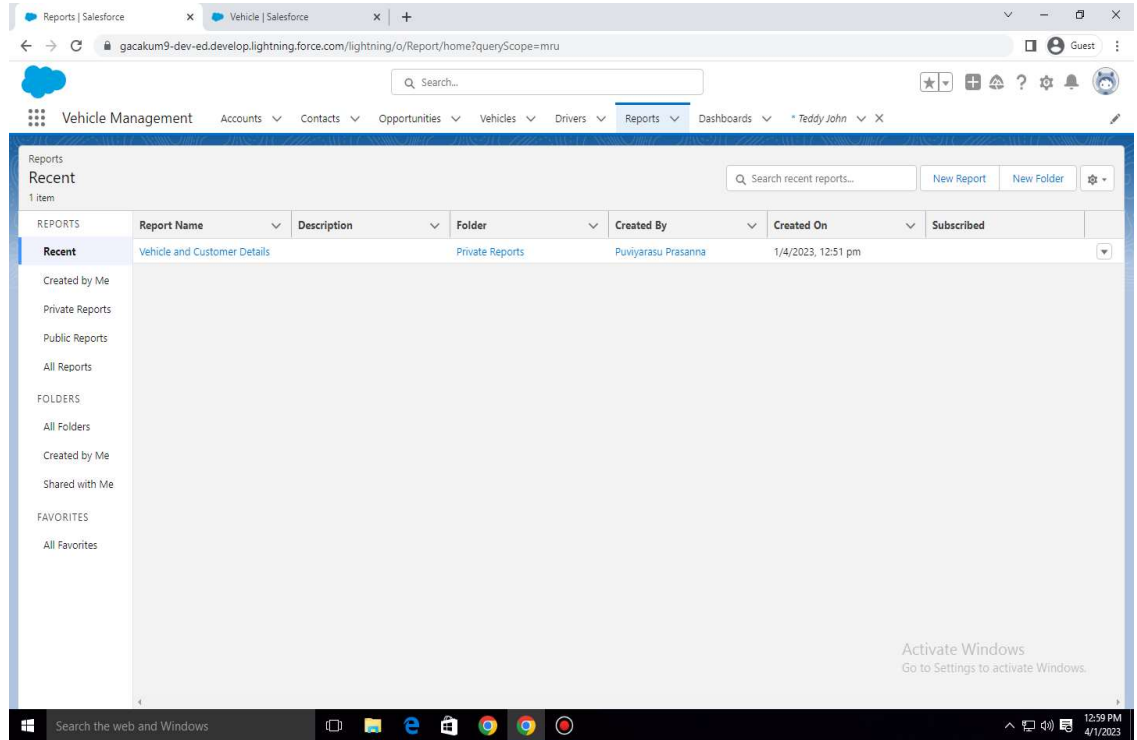 Reports | Salesforce
Vehicle | Salesforce
gacakum9-dev-ed.develop.lightning.force.com/lightning/o/Report/home?queryScope=mru
Guest
Search...
Vehicle Management Accounts Contacts Opportunities Vehicles Drivers Reports Dashboards * Teddy John
Reports
Recent
1 item
Search recent reports...
New Report New Folder
REPORTS Report Name Description Folder Created By Created On Subscribed
Recent Vehicle and Customer Details Private Reports Puviyarasu Prasanna 1/4/2023, 12:51 pm
Created by Me
Private Reports
Public Reports
All Reports
FOLDERS
All Folders
Created by Me
Shared with Me
FAVORITES
All Favorites
Activate Windows
Go to Settings to activate Windows.
Search the web and Windows
12:59 PM
4/1/2023